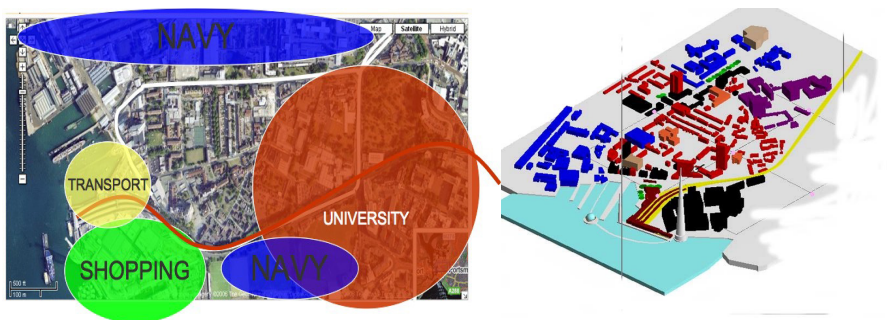 NAVY
Map Satellite Hybrid
TRANSPORT
UNIVERSITY
SHOPPING
NAVY
500 ft
100 m